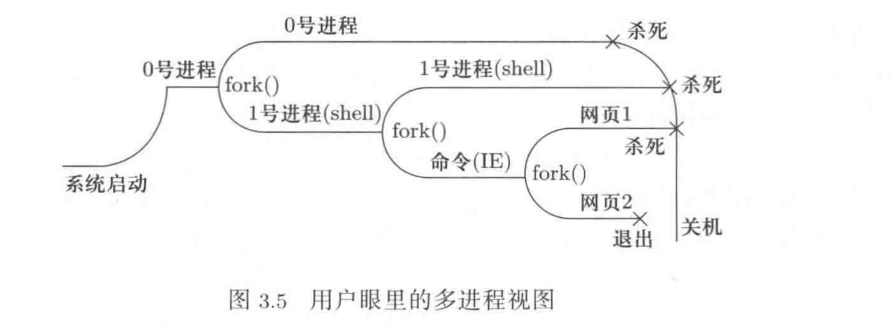 0号进程
杀死
0号进程
fork()
1号进程(shell)
杀死
1号进程(shell)
fork()
网页1
杀死
命令(IE)
fork()
系统启动
网页2
退出
关机
图 3.5 用户眼里的多进程视图